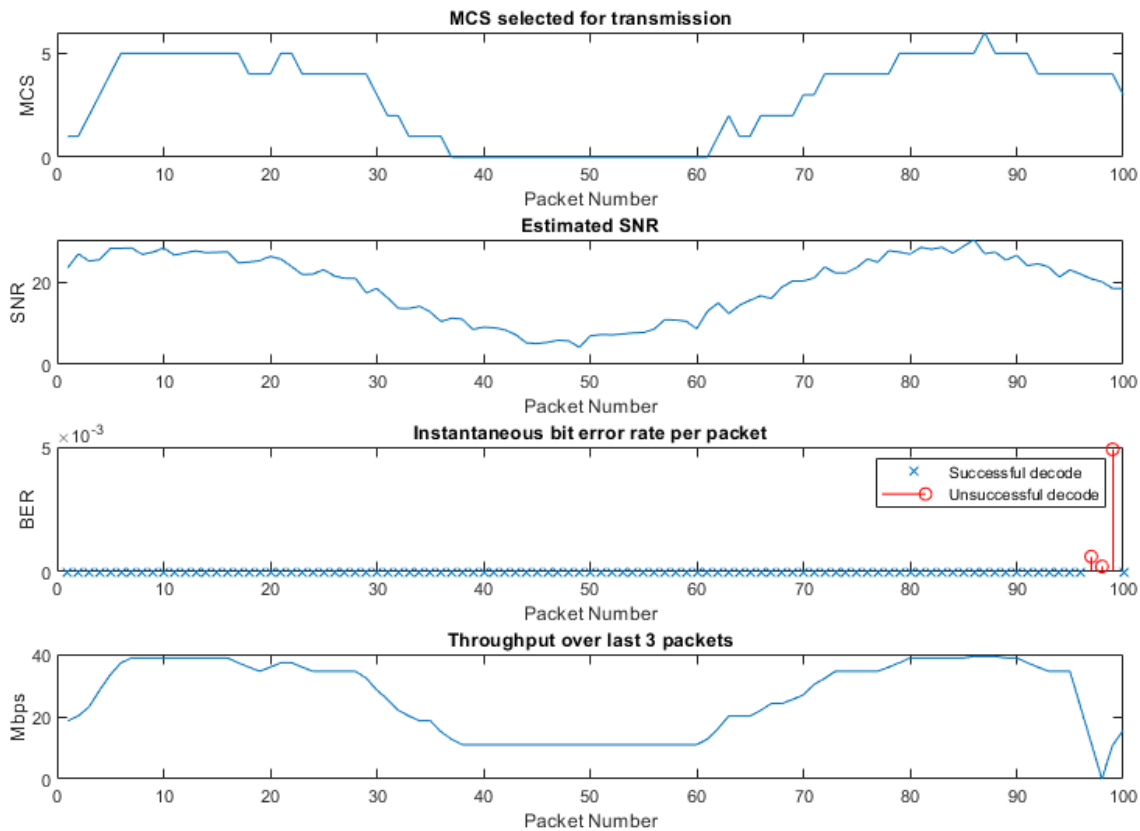 MCS selected for transmission
5
0
MCS
0 10 20 30 40 50 60 70 80 90 100
Packet Number
Estimated SNR
20
0
SNR
0 10 20 30 40 50 60 70 80 90 100
Packet Number
×10⁻³
Instantaneous bit error rate per packet
5
0
BER
Successful decode
Unsuccessful decode
0 10 20 30 40 50 60 70 80 90 100
Packet Number
Throughput over last 3 packets
40
20
0
Mbps
0 10 20 30 40 50 60 70 80 90 100
Packet Number